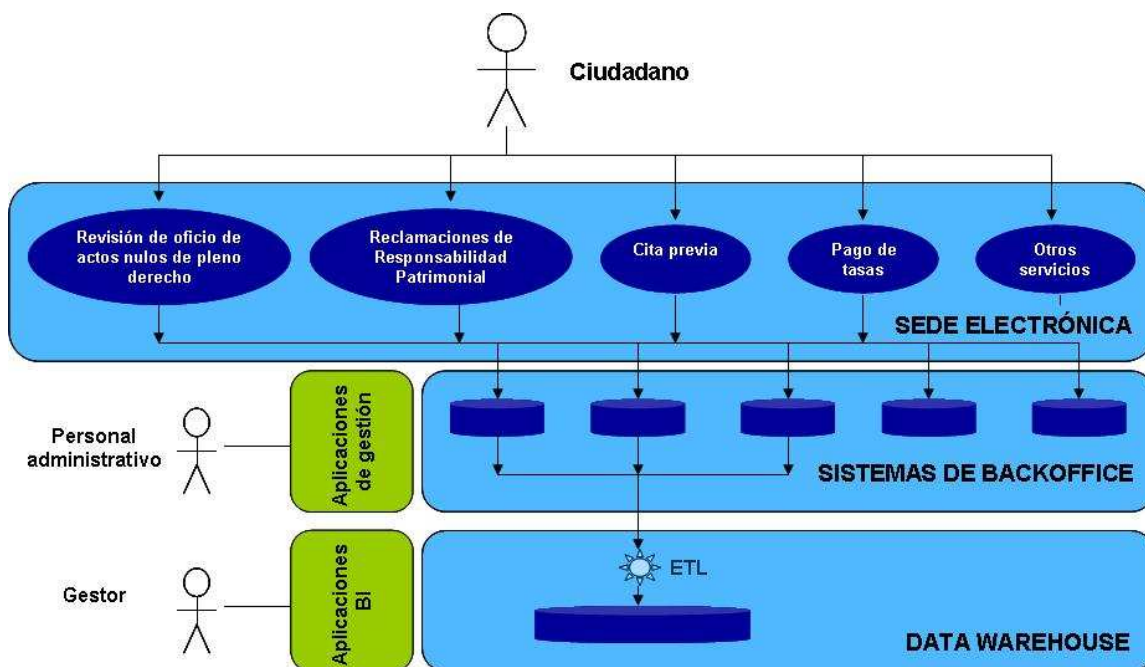 Ciudadano
Revisión de oficio de
actos nulos de pleno
derecho
Reclamaciones de
Responsabilidad
Patrimonial
Cita previa
Pago de
tasas
Otros
servicios
SEDE ELECTRÓNICA
Personal
administrativo
Aplicaciones
de gestión
SISTEMAS DE BACKOFFICE
Gestor
Aplicaciones
BI
ETL
DATA WAREHOUSE